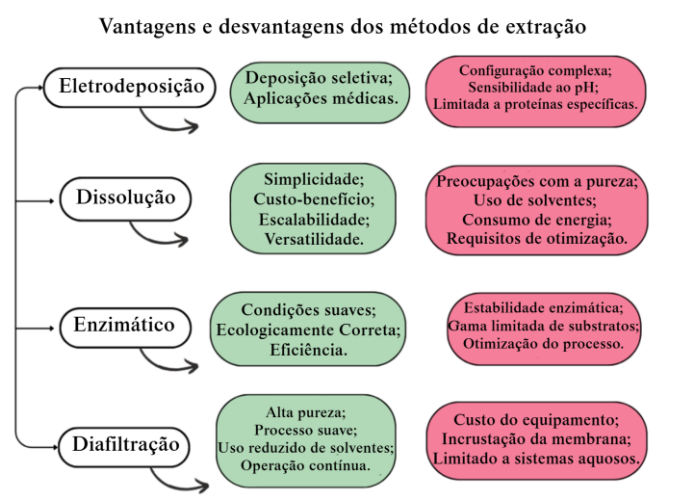 Vantagens e desvantagens dos métodos de extração
Eletrodeposição
Deposição seletiva;
Aplicações médicas.
Configuração complexa;
Sensibilidade ao pH;
Limitada a proteínas específicas.
Dissolução
Simplicidade;
Custo-benefício;
Escalabilidade;
Versatilidade.
Preocupações com a pureza;
Uso de solventes;
Consumo de energia;
Requisitos de otimização.
Enzimático
Condições suaves;
Ecologicamente Correta;
Eficiência.
Estabilidade enzimática;
Gama limitada de substratos;
Otimização do processo.
Diafiltração
Alta pureza;
Processo suave;
Uso reduzido de solventes;
Operação contínua.
Custo do equipamento;
Incrustação da membrana;
Limitado a sistemas aquosos.